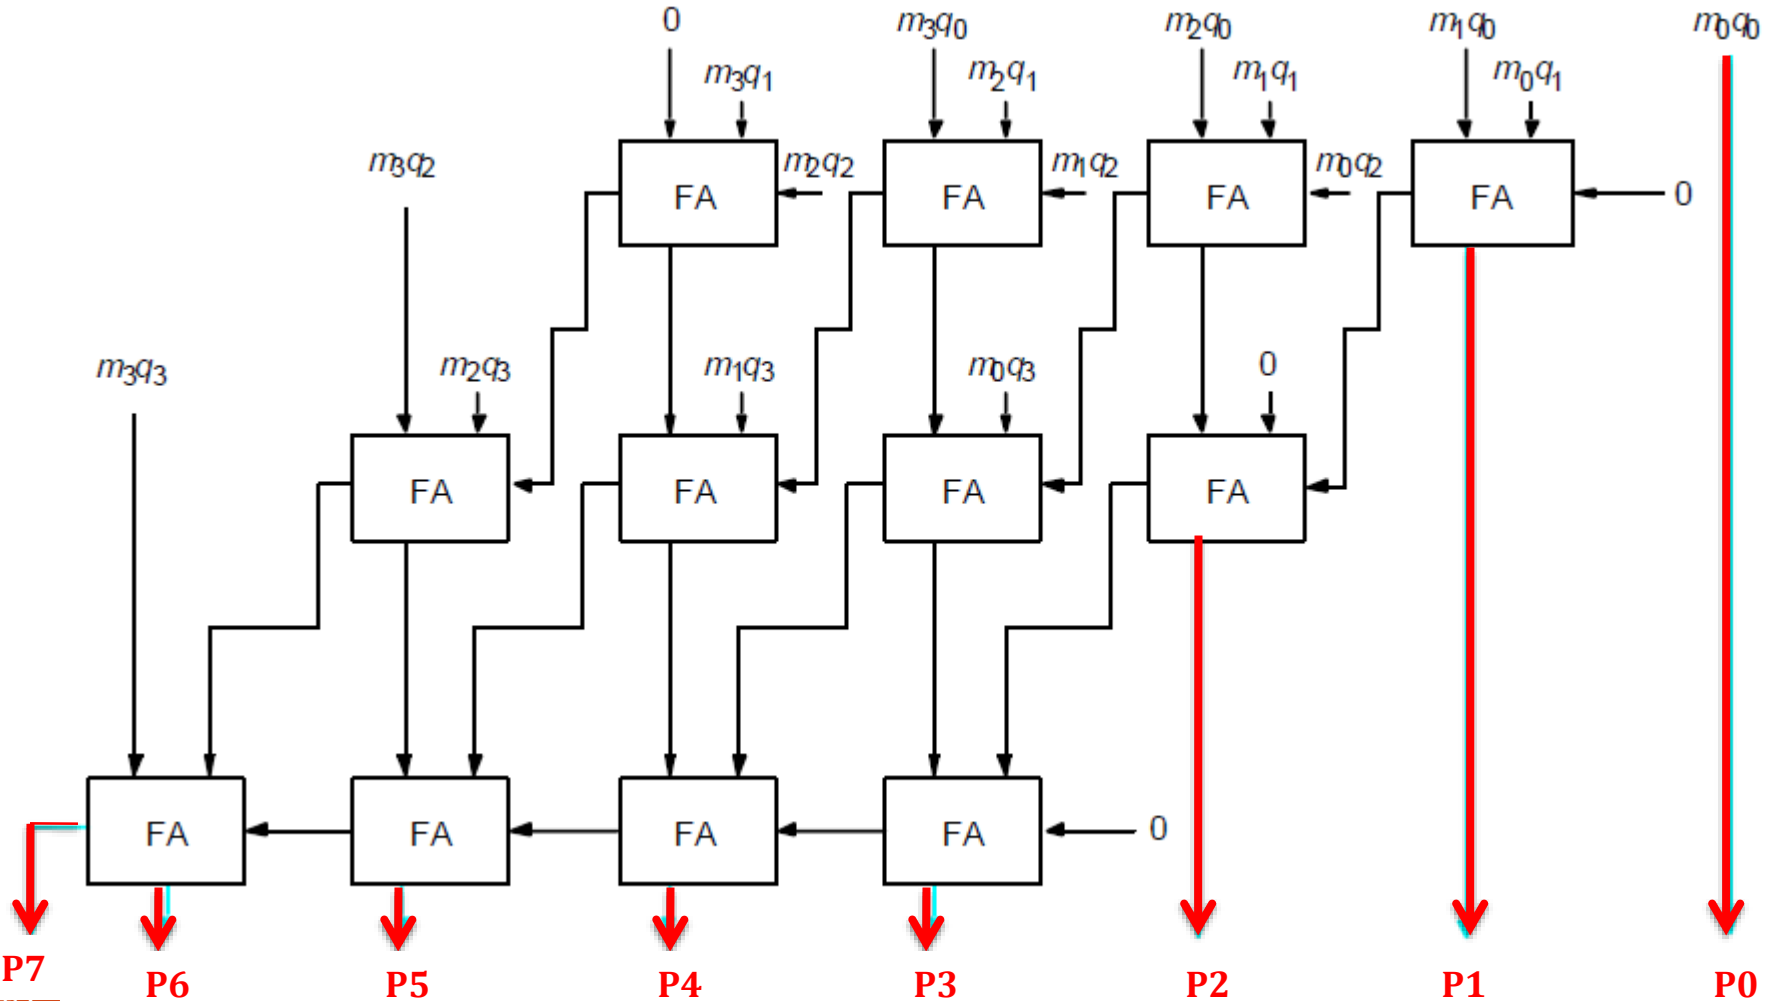 0 m₃q₀ m₂q₀ m₁q₀ m₀q₀
m₃q₁ m₂q₁ m₁q₁ m₀q₁
m₃q₂ m₂q₂ m₁q₂ m₀q₂
FA FA FA FA 0
m₃q₃ m₂q₃ m₁q₃ m₀q₃ 0
FA FA FA FA
FA FA FA FA 0
P7 P6 P5 P4 P3 P2 P1 P0